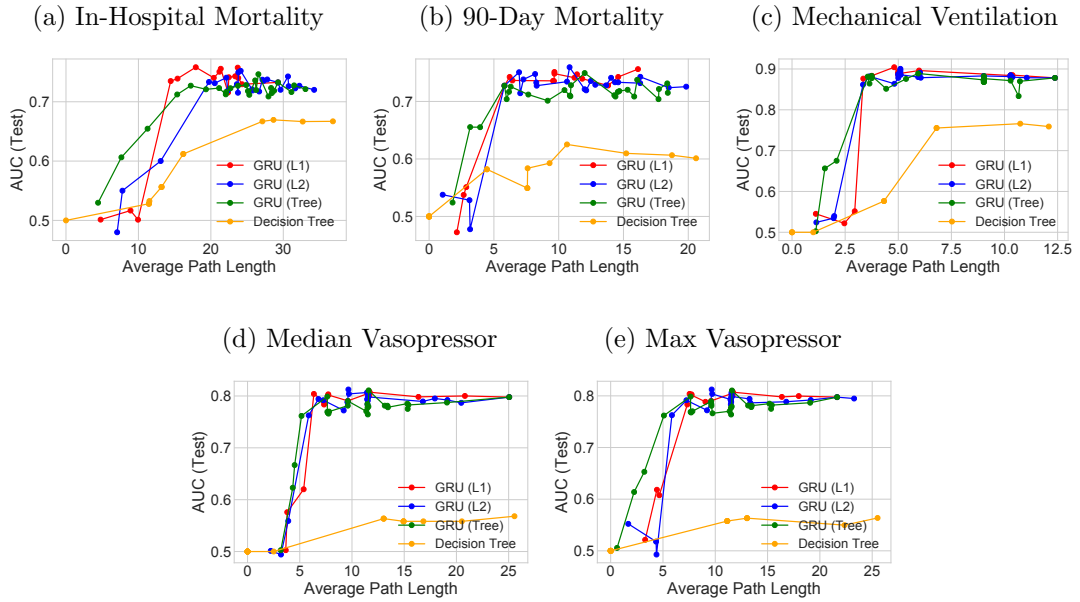 (a) In-Hospital Mortality
(b) 90-Day Mortality
(c) Mechanical Ventilation
AUC (Test)
0.7
0.6
0.5
GRU (L1)
GRU (L2)
GRU (Tree)
Decision Tree
0
10
20
30
Average Path Length
AUC (Test)
0.7
0.6
0.5
GRU (L1)
GRU (L2)
GRU (Tree)
Decision Tree
0
5
10
15
20
Average Path Length
AUC (Test)
0.9
0.8
0.7
0.6
0.5
GRU (L1)
GRU (L2)
GRU (Tree)
Decision Tree
0.0
2.5
5.0
7.5
10.0
12.5
Average Path Length
(d) Median Vasopressor
(e) Max Vasopressor
AUC (Test)
0.8
0.7
0.6
0.5
GRU (L1)
GRU (L2)
GRU (Tree)
Decision Tree
0
5
10
15
20
25
Average Path Length
AUC (Test)
0.8
0.7
0.6
0.5
GRU (L1)
GRU (L2)
GRU (Tree)
Decision Tree
0
5
10
15
20
25
Average Path Length